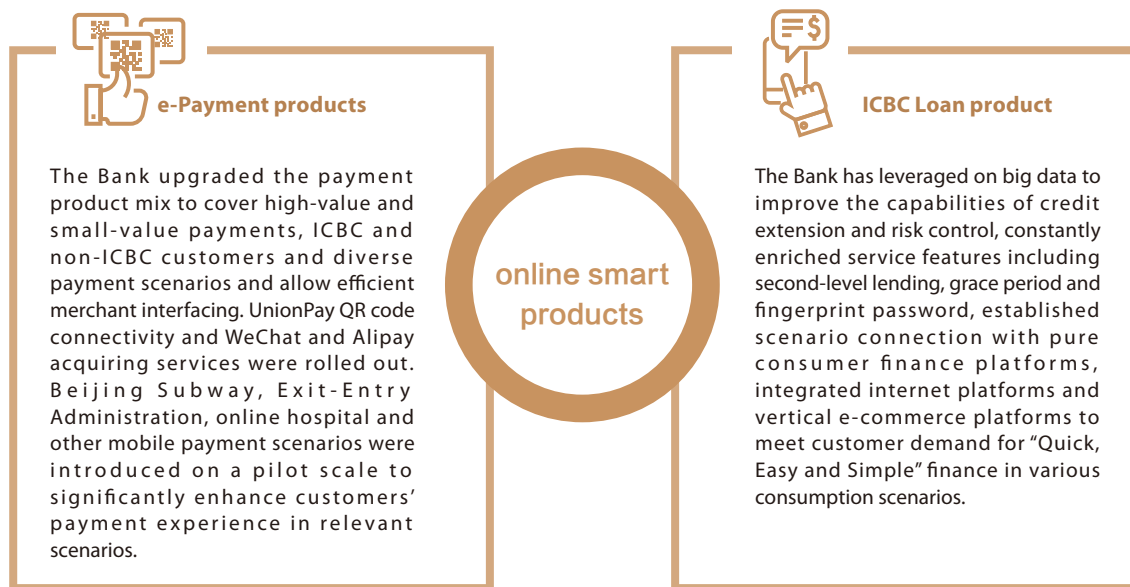 e-Payment products
The Bank upgraded the payment
product mix to cover high-value and
small-value payments, ICBC and
non-ICBC customers and diverse
payment scenarios and allow efficient
merchant interfacing. UnionPay QR code
connectivity and WeChat and Alipay
acquiring services were rolled out.
Beijing Subway, Exit-Entry
Administration, online hospital and
other mobile payment scenarios were
introduced on a pilot scale to
significantly enhance customers’
payment experience in relevant
scenarios.
online smart
products
$
ICBC Loan product
The Bank has leveraged on big data to
improve the capabilities of credit
extension and risk control, constantly
enriched service features including
second-level lending, grace period and
fingerprint password, established
scenario connection with pure
consumer finance platforms,
integrated internet platforms and
vertical e-commerce platforms to
meet customer demand for “Quick,
Easy and Simple” finance in various
consumption scenarios.